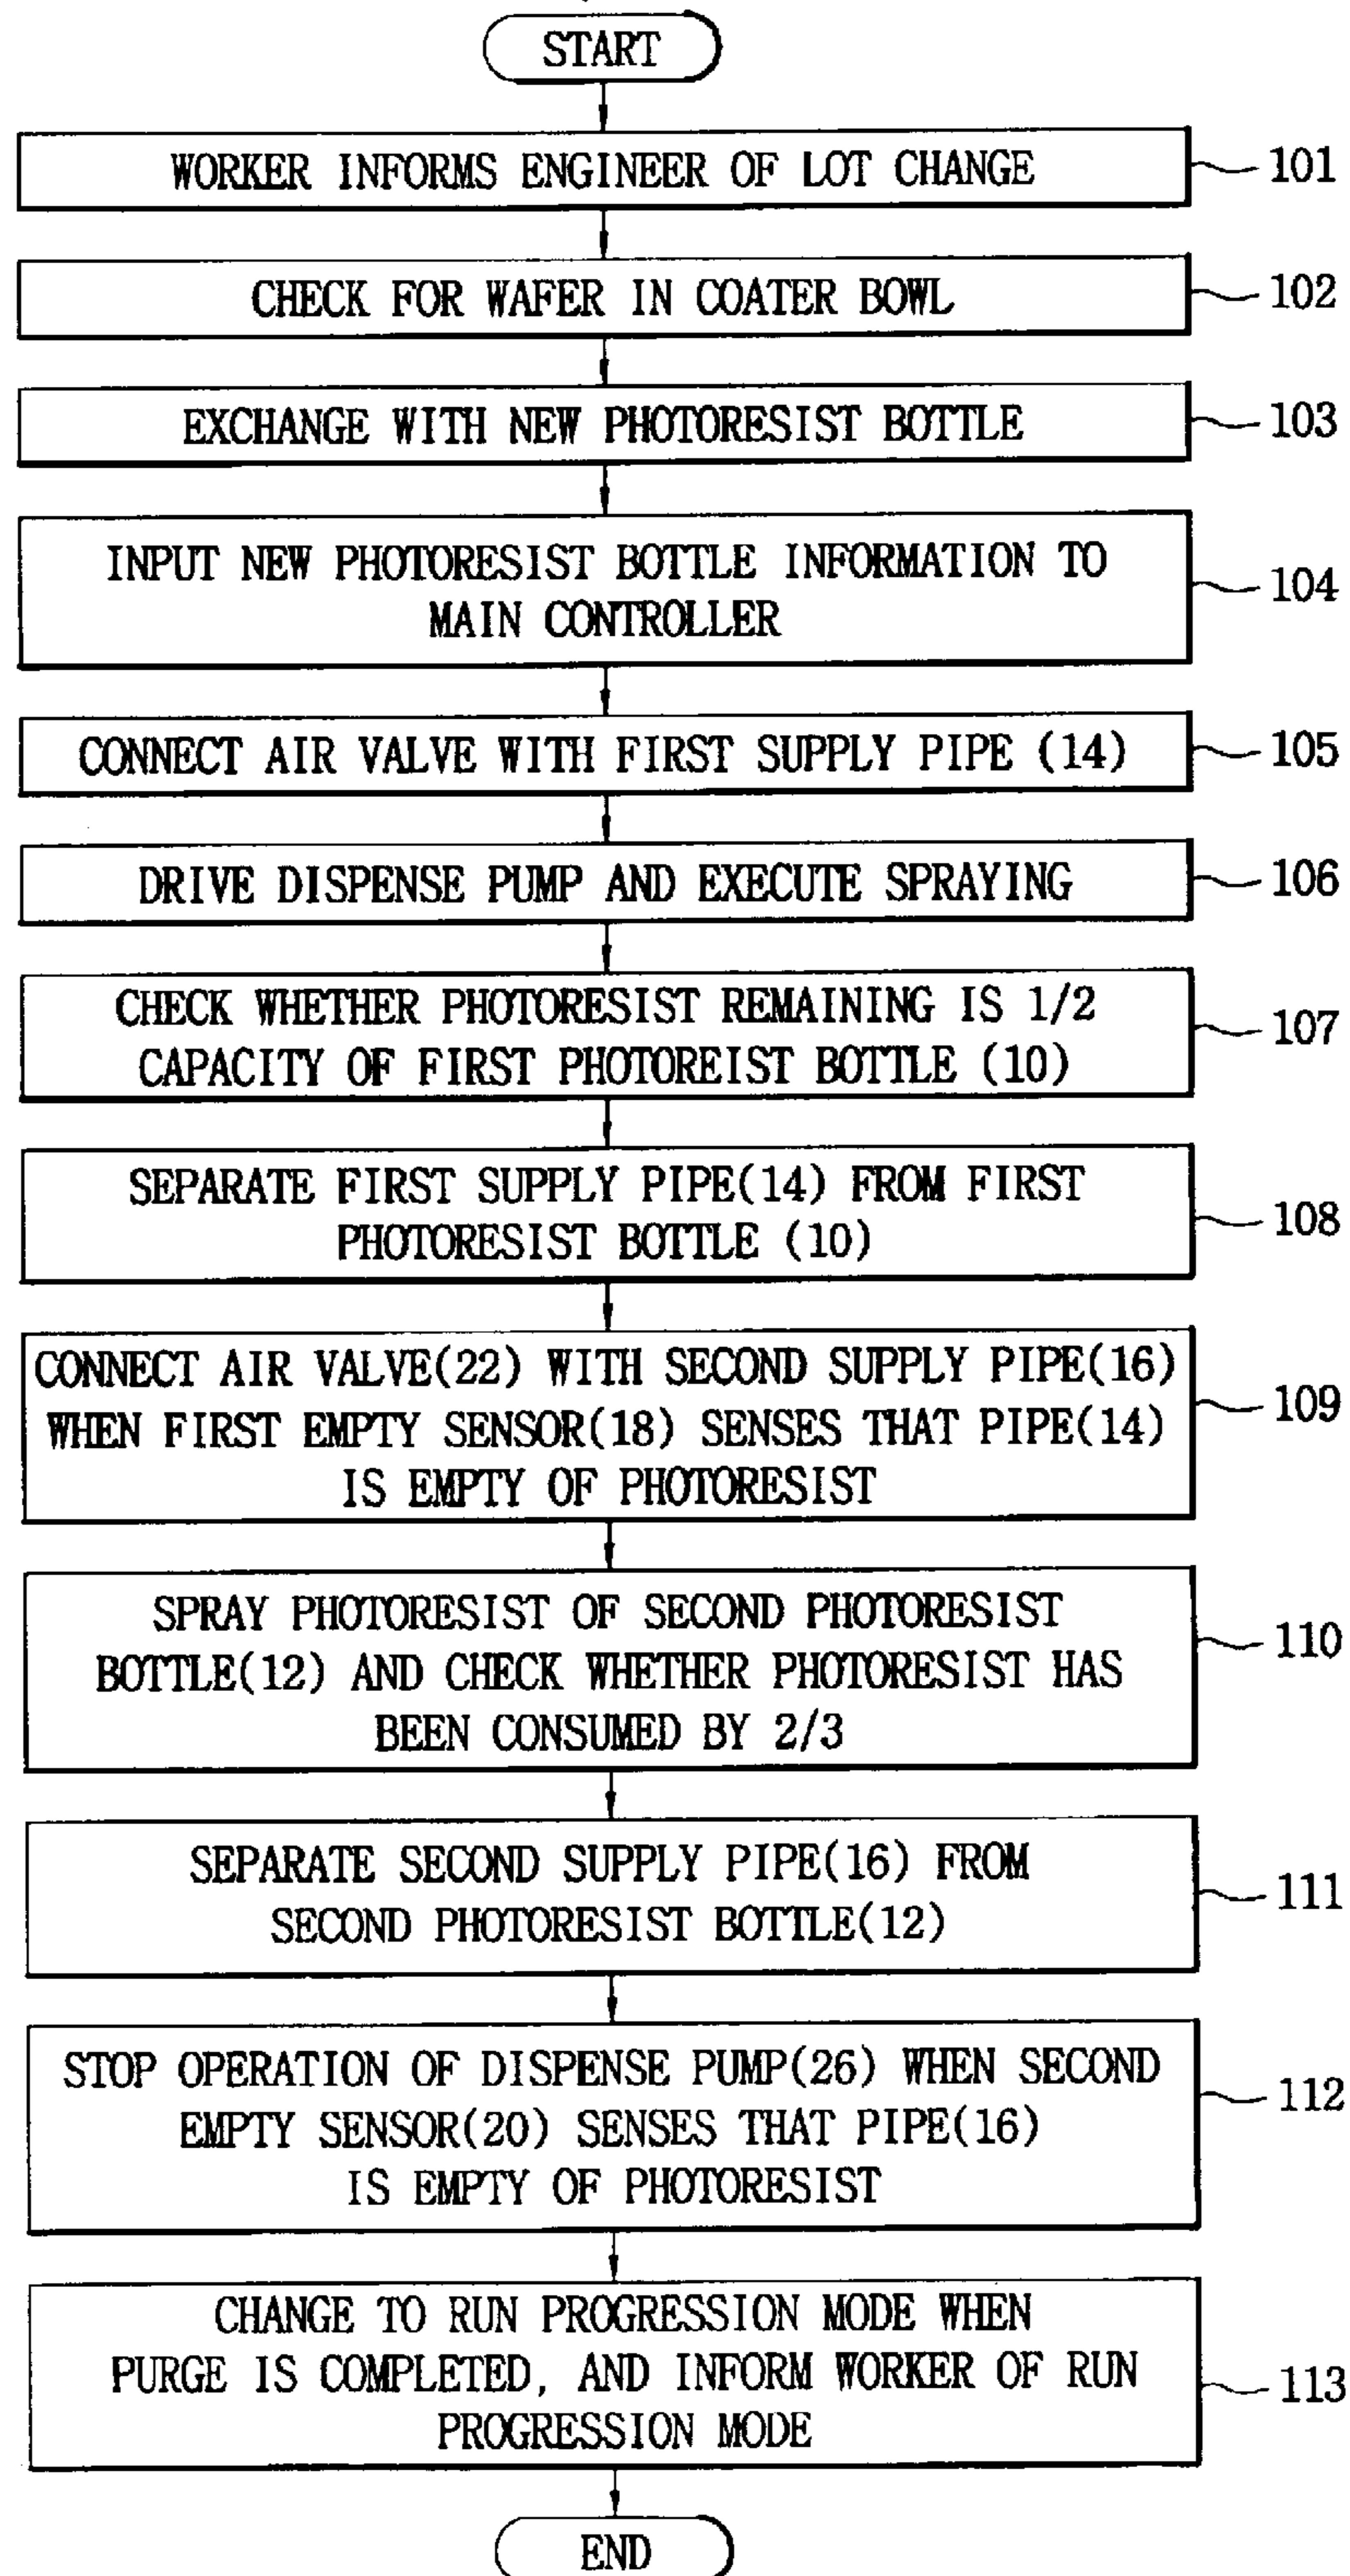 START
WORKER INFORMS ENGINEER OF LOT CHANGE
101
CHECK FOR WAFER IN COATER BOWL
102
EXCHANGE WITH NEW PHOTORESIST BOTTLE
103
INPUT NEW PHOTORESIST BOTTLE INFORMATION TO
MAIN CONTROLLER
104
CONNECT AIR VALVE WITH FIRST SUPPLY PIPE (14)
105
DRIVE DISPENSE PUMP AND EXECUTE SPRAYING
106
CHECK WHETHER PHOTORESIST REMAINING IS 1/2
CAPACITY OF FIRST PHOTOREIST BOTTLE (10)
107
SEPARATE FIRST SUPPLY PIPE(14) FROM FIRST
PHOTORESIST BOTTLE (10)
108
CONNECT AIR VALVE(22) WITH SECOND SUPPLY PIPE(16)
WHEN FIRST EMPTY SENSOR(18) SENSES THAT PIPE(14)
IS EMPTY OF PHOTORESIST
109
SPRAY PHOTORESIST OF SECOND PHOTORESIST
BOTTLE(12) AND CHECK WHETHER PHOTORESIST HAS
BEEN CONSUMED BY 2/3
110
SEPARATE SECOND SUPPLY PIPE(16) FROM
SECOND PHOTORESIST BOTTLE(12)
111
STOP OPERATION OF DISPENSE PUMP(26) WHEN SECOND
EMPTY SENSOR(20) SENSES THAT PIPE(16)
IS EMPTY OF PHOTORESIST
112
CHANGE TO RUN PROGRESSION MODE WHEN
PURGE IS COMPLETED, AND INFORM WORKER OF RUN
PROGRESSION MODE
113
END